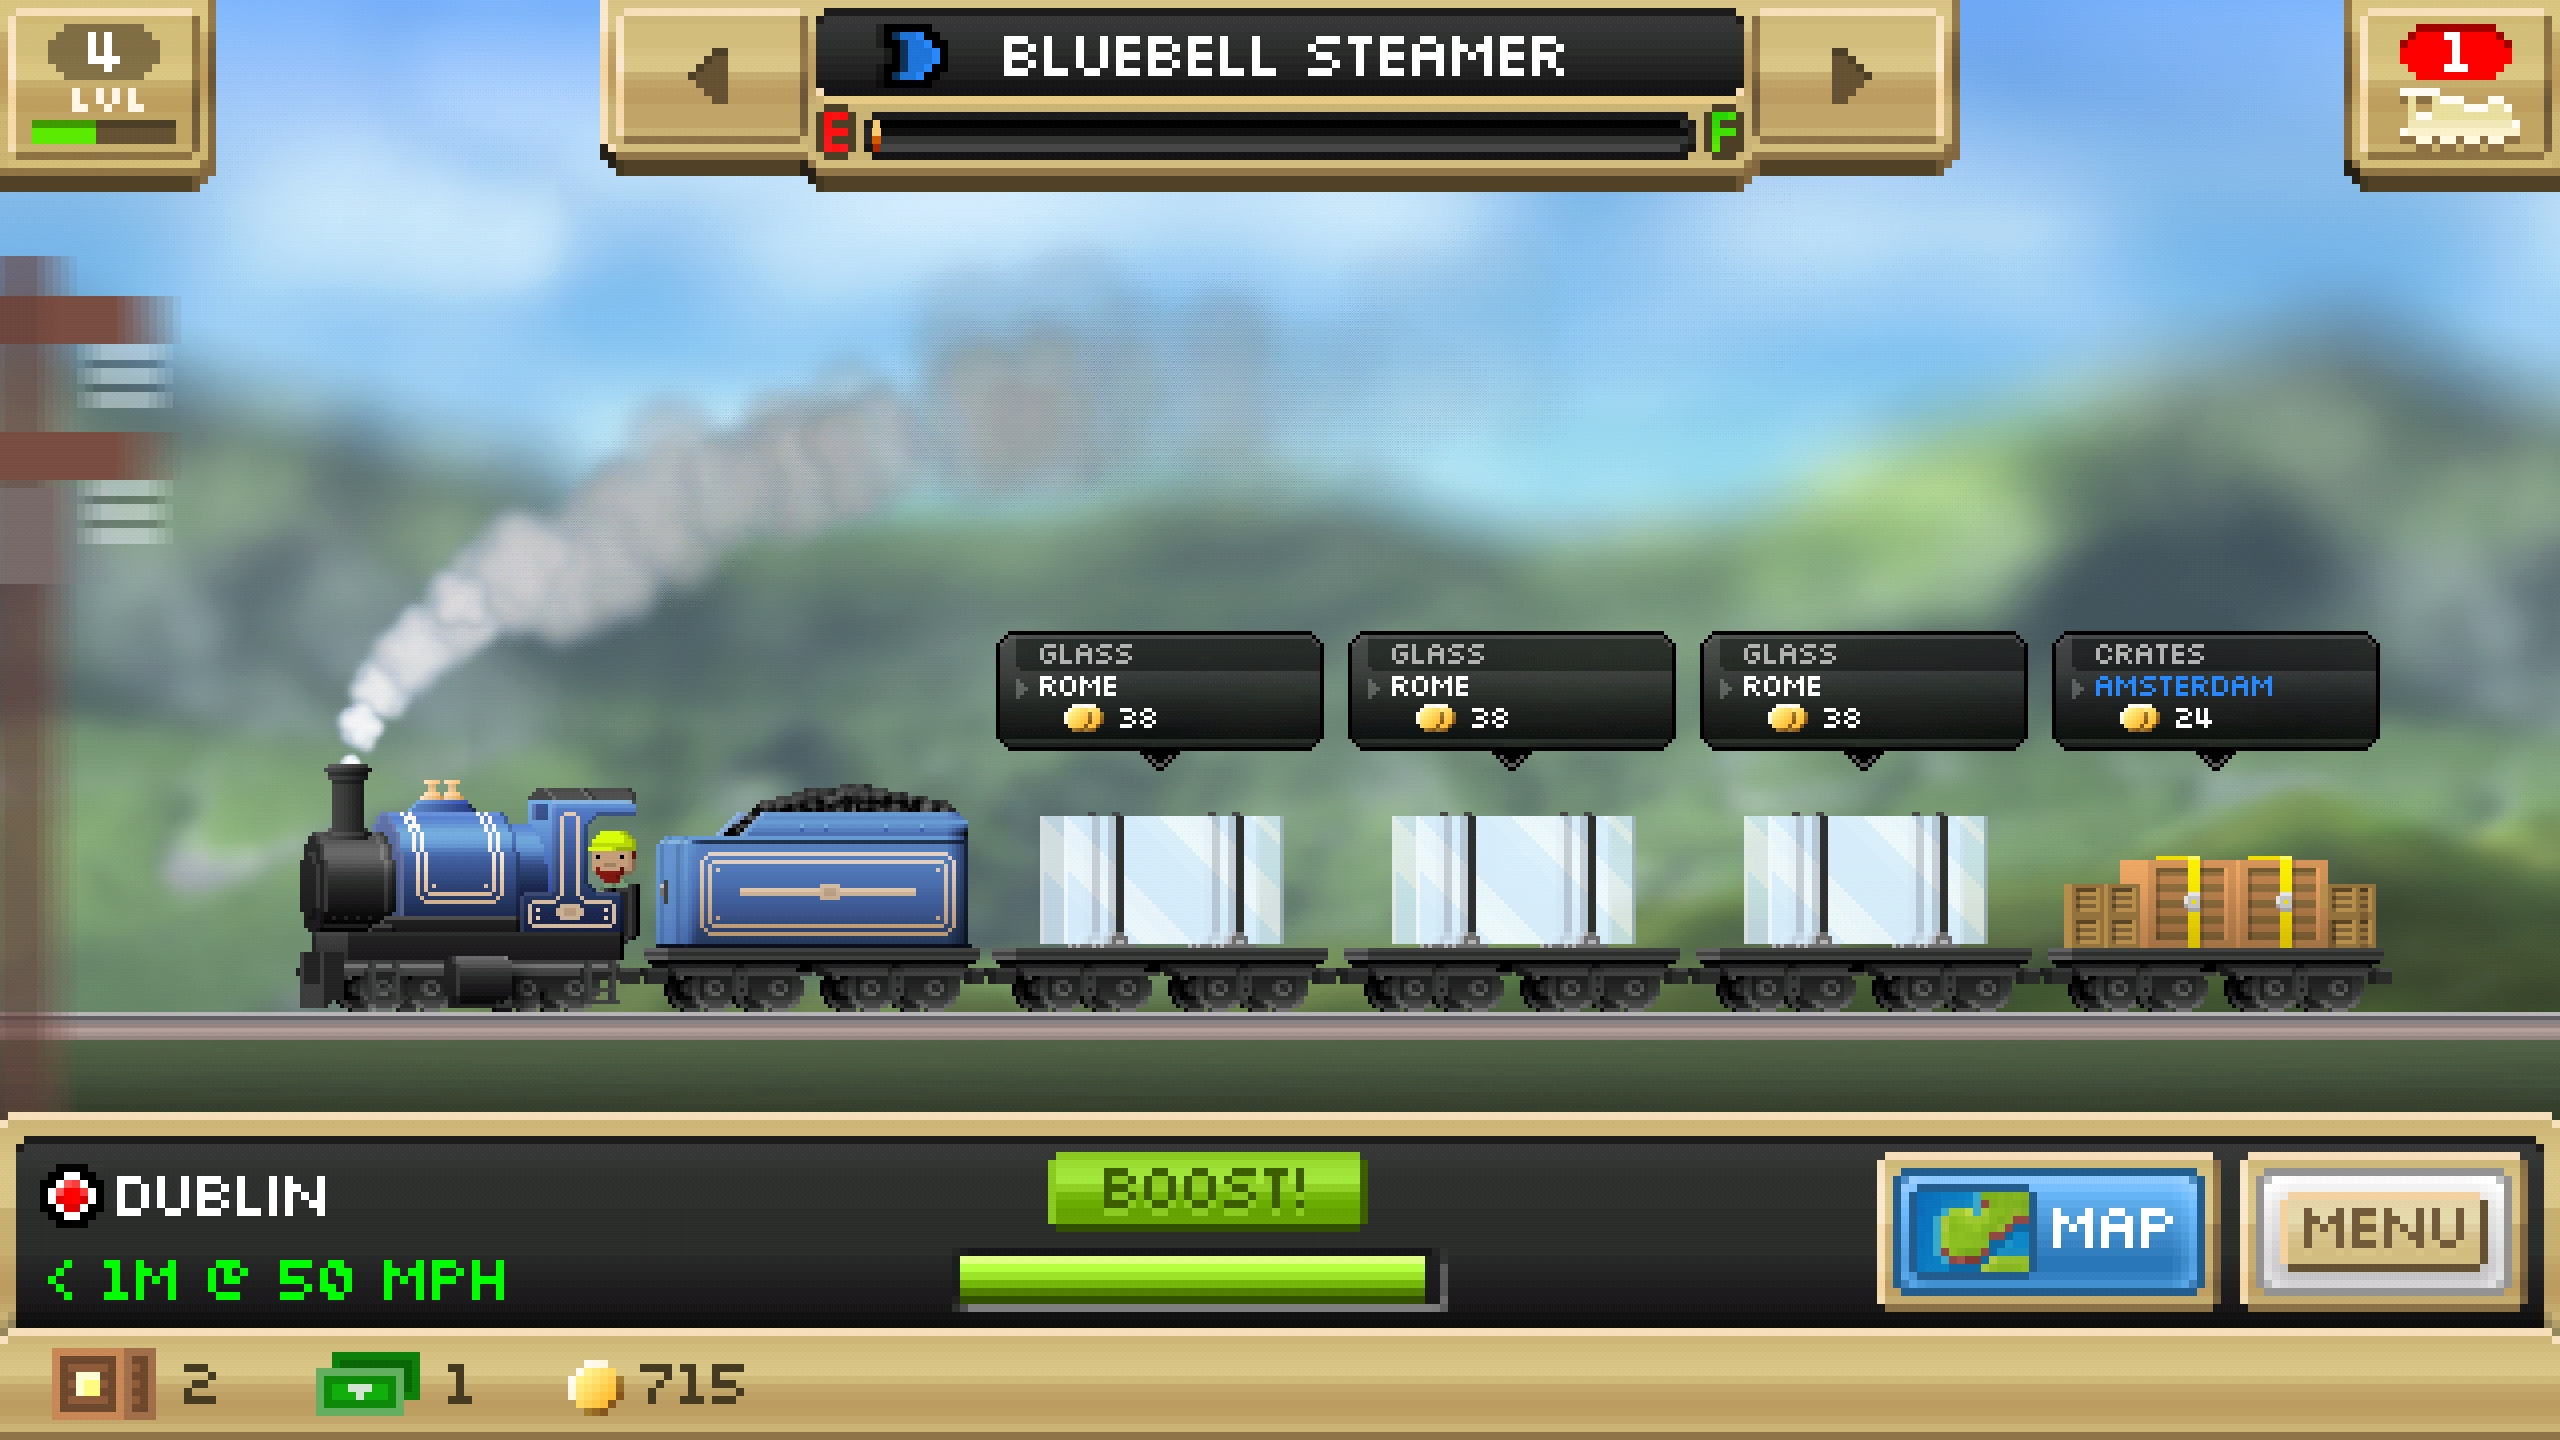 4
LVL
BLUEBELL STEAMER
E F
1
GLASS
ROME
38
GLASS
ROME
38
GLASS
ROME
38
CRATES
AMSTERDAM
24
DUBLIN
< 1M @ 50 MPH
BOOST!
MAP
MENU
2
1
715